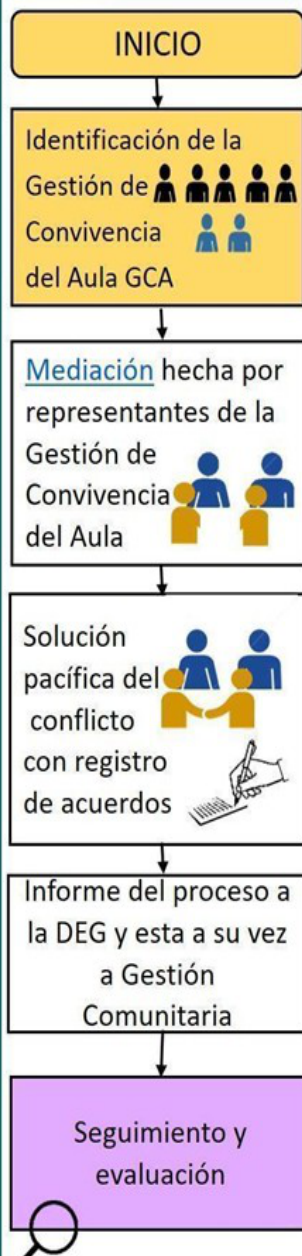 INICIO
Identificación de la
Gestión de
Convivencia
del Aula GCA
Mediación hecha por
representantes de la
Gestión de
Convivencia
del Aula
Solución
pacífica del
conflicto
con registro
de acuerdos
Informe del proceso a
la DEG y esta a su vez
a Gestión
Comunitaria
Seguimiento y
evaluación